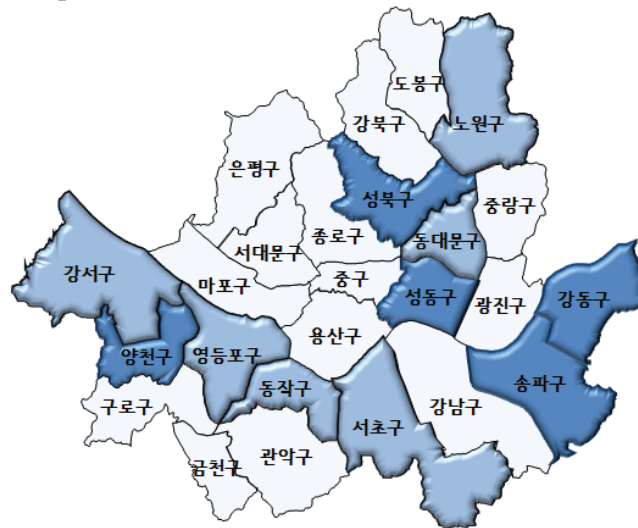 도봉구
강북구
노원구
은평구
성북구
중랑구
종로구
동대문구
서대문구
강서구
마포구
중구
성동구
광진구
강동구
용산구
양천구
영등포구
동작구
송파구
구로구
강남구
서초구
관악구
금천구